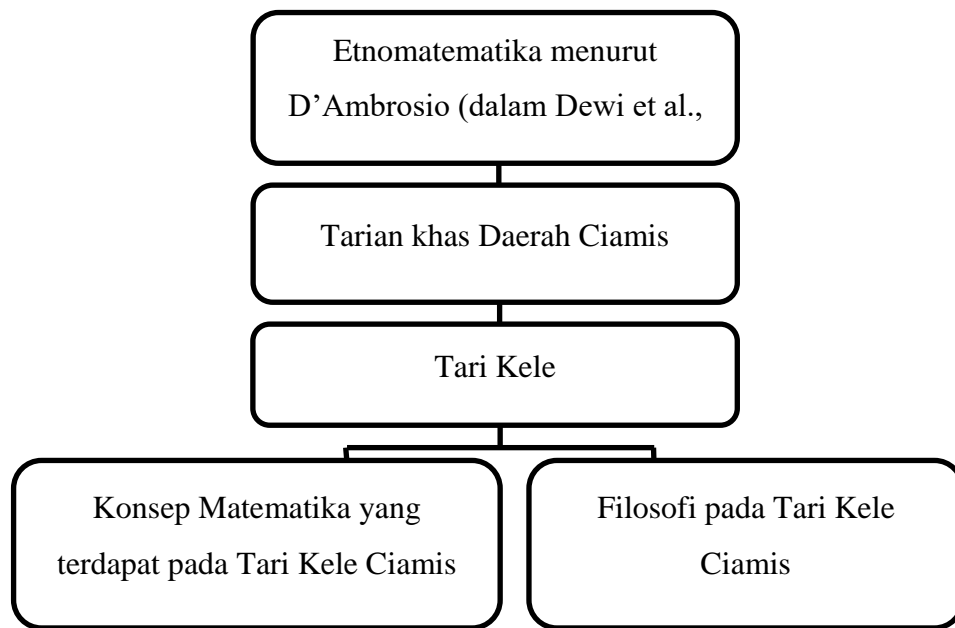 Etnomatematika menurut
D’Ambrosio (dalam Dewi et al.,
Tarian khas Daerah Ciamis
Tari Kele
Konsep Matematika yang
terdapat pada Tari Kele Ciamis
Filosofi pada Tari Kele
Ciamis